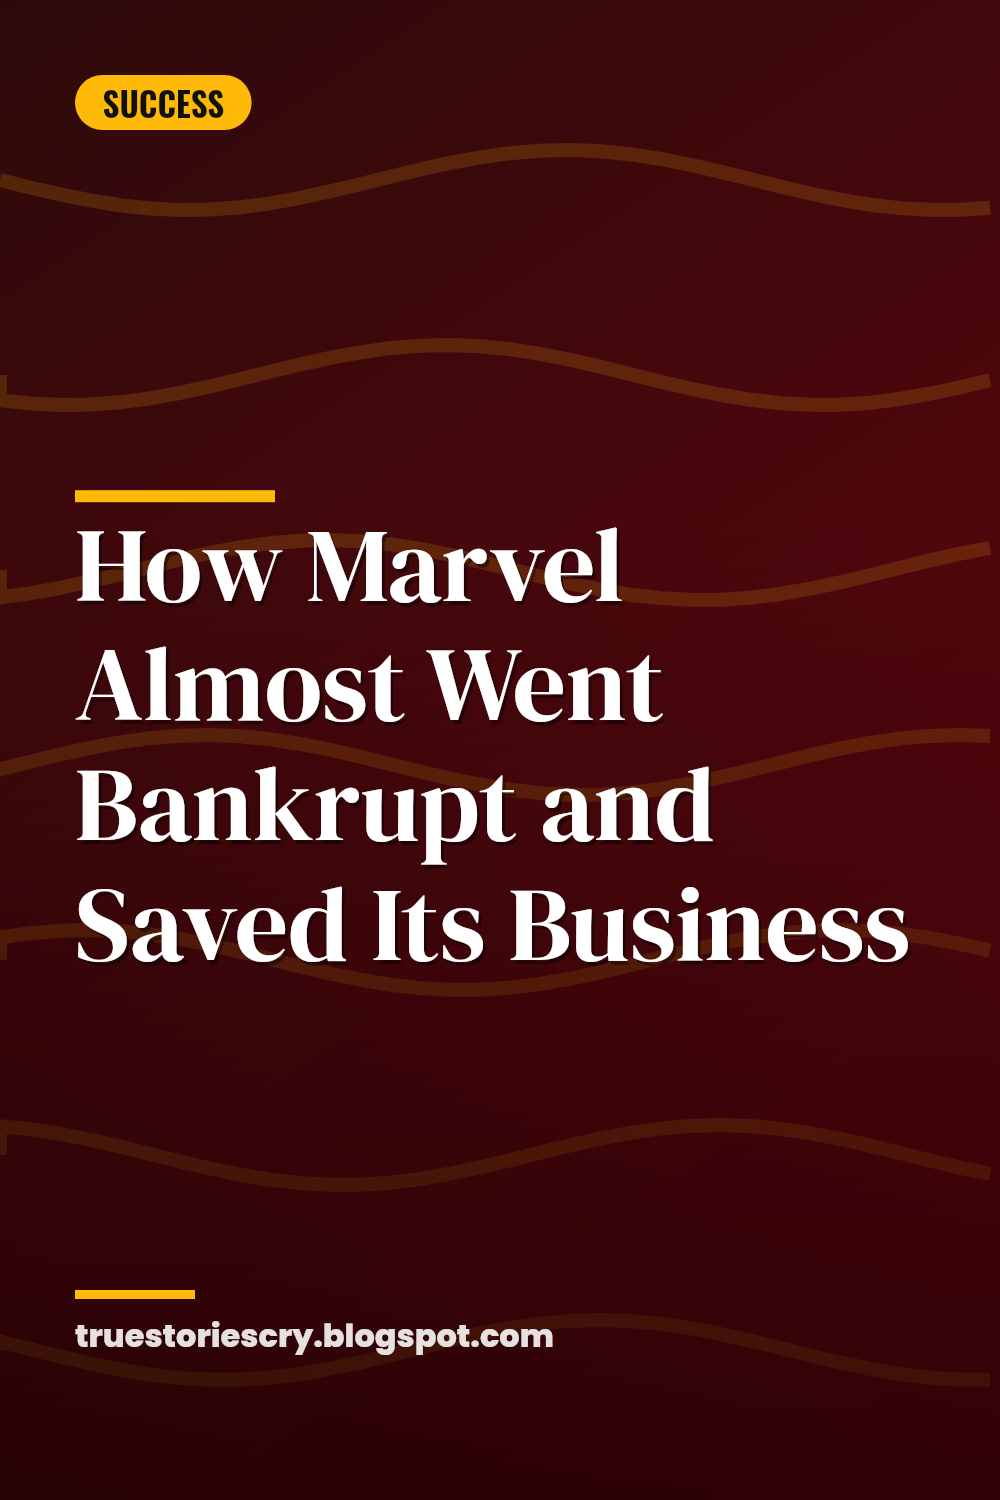 SUCCESS
How Marvel
Almost Went
Bankrupt and
Saved Its Business
truestoriescry.blogspot.com